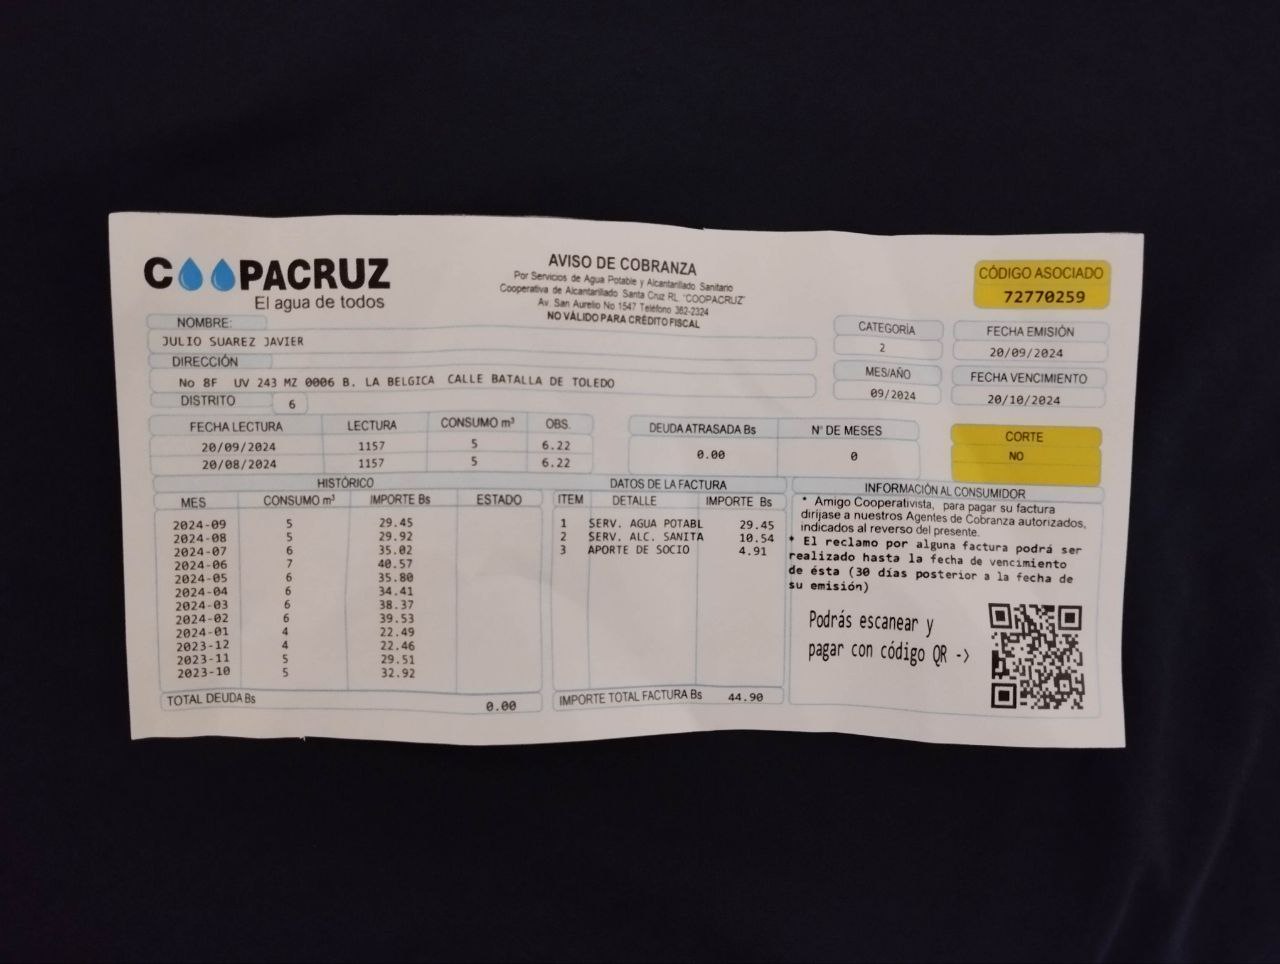 COOPACRUZ
El agua de todos
AVISO DE COBRANZA
Por Servicios de Agua Potable y Alcantarillado Sanitario
Cooperativa de Alcantarillado Santa Cruz RL. "COOPACRUZ"
Av. San Aurelio No 1547 Teléfono 362-2324
NO VÁLIDO PARA CRÉDITO FISCAL
CÓDIGO ASOCIADO
72770259
NOMBRE:
JULIO SUAREZ JAVIER
DIRECCIÓN
No 8F UV 243 MZ 0006 B. LA BELGICA CALLE BATALLA DE TOLEDO
DISTRITO 6
CATEGORÍA
2
MES/AÑO
09/2024
FECHA EMISIÓN
20/09/2024
FECHA VENCIMIENTO
20/10/2024
FECHA LECTURA LECTURA CONSUMO m³ OBS.
20/09/2024 1157 5 6.22
20/08/2024 1157 5 6.22
DEUDA ATRASADA Bs N° DE MESES
0.00 0
CORTE
NO
HISTÓRICO
MES CONSUMO m³ IMPORTE Bs ESTADO
2024-09 5 29.45
2024-08 5 29.92
2024-07 6 35.02
2024-06 7 40.57
2024-05 6 35.80
2024-04 6 34.41
2024-03 6 38.37
2024-02 6 39.53
2024-01 4 22.49
2023-12 4 22.46
2023-11 5 29.51
2023-10 5 32.92
TOTAL DEUDA Bs 0.00
DATOS DE LA FACTURA
ITEM DETALLE IMPORTE Bs
1 SERV. AGUA POTABL 29.45
2 SERV. ALC. SANITA 10.54
3 APORTE DE SOCIO 4.91
IMPORTE TOTAL FACTURA Bs 44.90
INFORMACIÓN AL CONSUMIDOR
* Amigo Cooperativista, para pagar su factura
diríjase a nuestros Agentes de Cobranza autorizados,
indicados al reverso del presente.
* El reclamo por alguna factura podrá ser
realizado hasta la fecha de vencimiento
de ésta (30 días posterior a la fecha de
su emisión)
Podrás escanear y
pagar con código QR ->